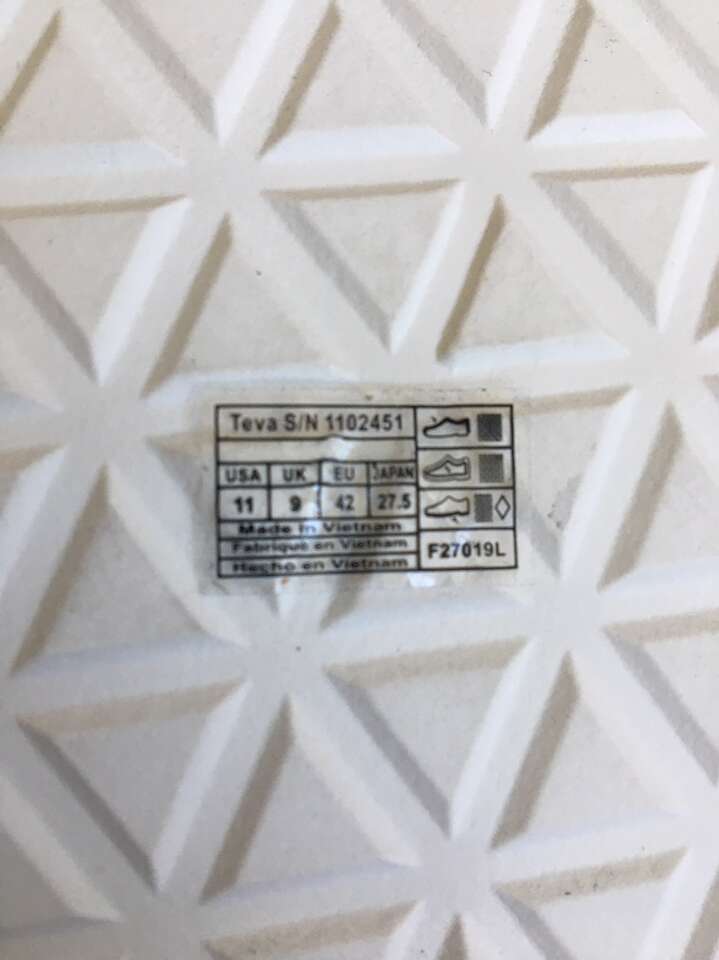 Teva S/N 1102451
USA UK EU JAPAN
11 9 42 27.5
Made in Vietnam
Fabrique en Vietnam
Hecho en Vietnam
F27019L